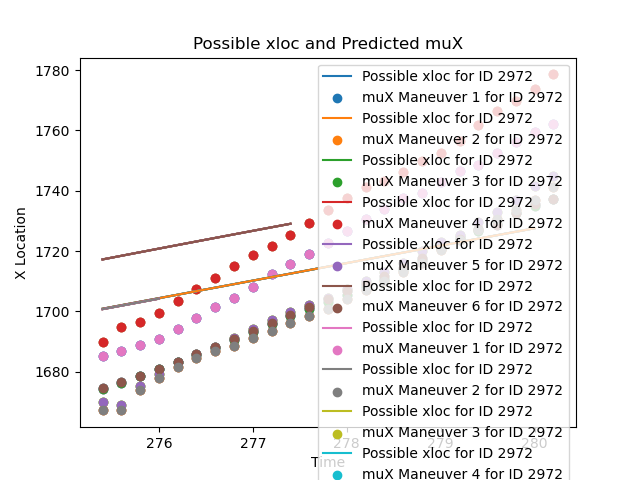 Possible xloc and Predicted muX
X Location
1780
1760
1740
1720
1700
1680
276
277
278
279
280
Time
Possible xloc for ID 2972
muX Maneuver 1 for ID 2972
Possible xloc for ID 2972
muX Maneuver 2 for ID 2972
Possible xloc for ID 2972
muX Maneuver 3 for ID 2972
Possible xloc for ID 2972
muX Maneuver 4 for ID 2972
Possible xloc for ID 2972
muX Maneuver 5 for ID 2972
Possible xloc for ID 2972
muX Maneuver 6 for ID 2972
Possible xloc for ID 2972
muX Maneuver 1 for ID 2972
Possible xloc for ID 2972
muX Maneuver 2 for ID 2972
Possible xloc for ID 2972
muX Maneuver 3 for ID 2972
Possible xloc for ID 2972
muX Maneuver 4 for ID 2972